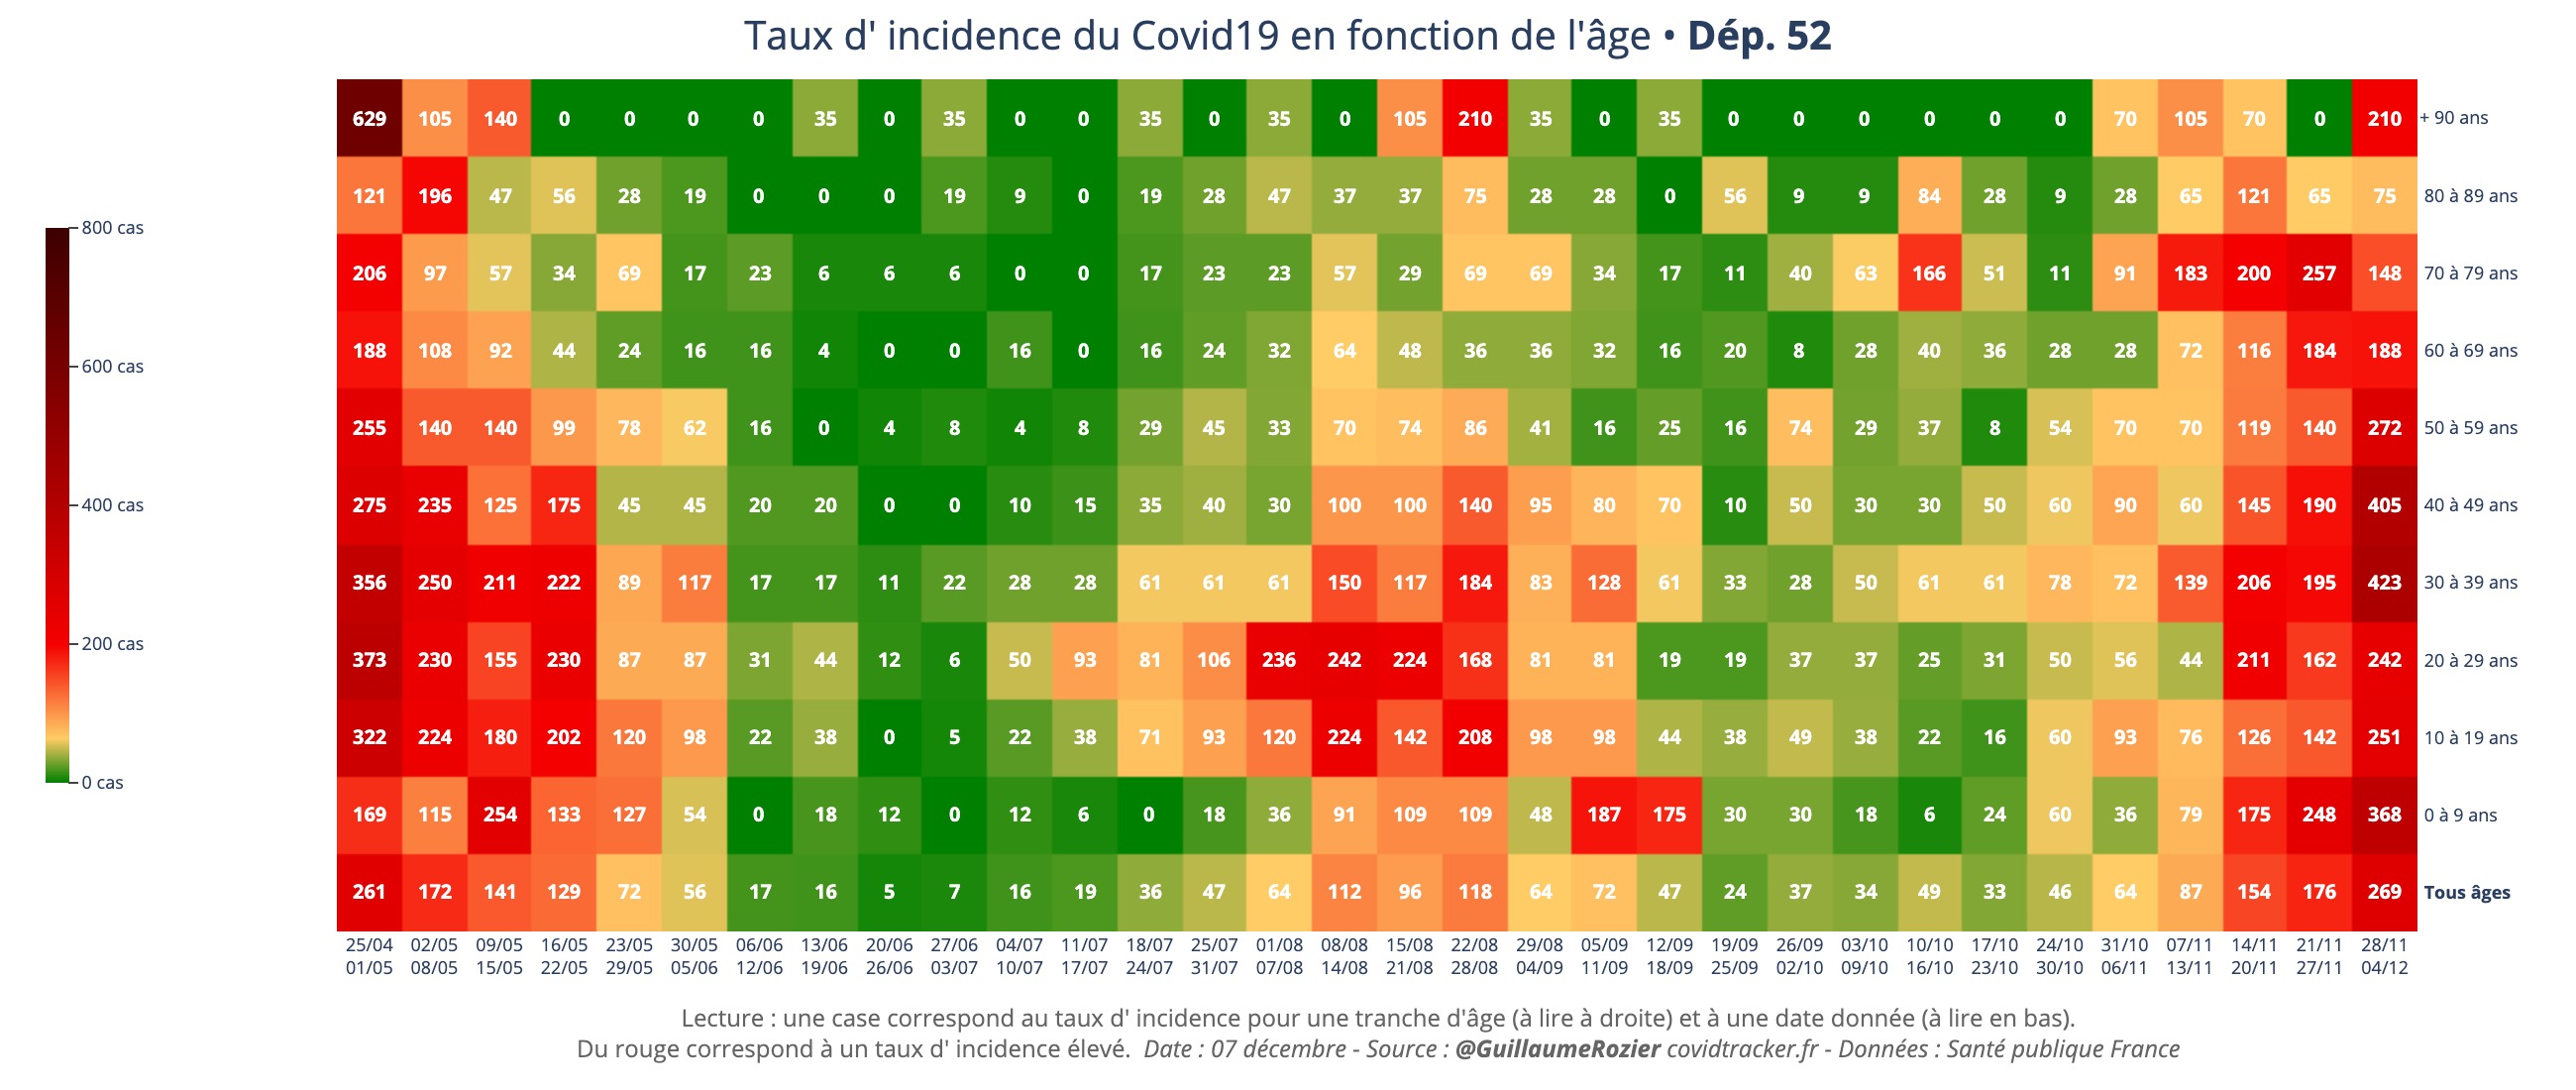 Taux d' incidence du Covid19 en fonction de l'âge • Dép. 52
800 cas
600 cas
400 cas
200 cas
0 cas
629 105 140 0 0 0 0 35 0 35 0 0 35 0 35 0 105 210 35 0 35 0 0 0 0 0 0 70 105 70 0 210 + 90 ans
121 196 47 56 28 19 0 0 0 19 9 0 19 28 47 37 37 75 28 28 0 56 9 9 84 28 9 28 65 121 65 75 80 à 89 ans
206 97 57 34 69 17 23 6 6 6 0 0 17 23 23 57 29 69 69 34 17 11 40 63 166 51 11 91 183 200 257 148 70 à 79 ans
188 108 92 44 24 16 16 4 0 0 16 0 16 24 32 64 48 36 36 32 16 20 8 28 40 36 28 28 72 116 184 188 60 à 69 ans
255 140 140 99 78 62 16 0 4 8 4 8 29 45 33 70 74 86 41 16 25 16 74 29 37 8 54 70 70 119 140 272 50 à 59 ans
275 235 125 175 45 45 20 20 0 0 10 15 35 40 30 100 100 140 95 80 70 10 50 30 30 50 60 90 60 145 190 405 40 à 49 ans
356 250 211 222 89 117 17 17 11 22 28 28 61 61 61 150 117 184 83 128 61 33 28 50 61 61 78 72 139 206 195 423 30 à 39 ans
373 230 155 230 87 87 31 44 12 6 50 93 81 106 236 242 224 168 81 81 19 19 37 37 25 31 50 56 44 211 162 242 20 à 29 ans
322 224 180 202 120 98 22 38 0 5 22 38 71 93 120 224 142 208 98 98 44 38 49 38 22 16 60 93 76 126 142 251 10 à 19 ans
169 115 254 133 127 54 0 18 12 0 12 6 0 18 36 91 109 109 48 187 175 30 30 18 6 24 60 36 79 175 248 368 0 à 9 ans
261 172 141 129 72 56 17 16 5 7 16 19 36 47 64 112 96 118 64 72 47 24 37 34 49 33 46 64 87 154 176 269 Tous âges
25/04 02/05 09/05 16/05 23/05 30/05 06/06 13/06 20/06 27/06 04/07 11/07 18/07 25/07 01/08 08/08 15/08 22/08 29/08 05/09 12/09 19/09 26/09 03/10 10/10 17/10 24/10 31/10 07/11 14/11 21/11 28/11
01/05 08/05 15/05 22/05 29/05 05/06 12/06 19/06 26/06 03/07 10/07 17/07 24/07 31/07 07/08 14/08 21/08 28/08 04/09 11/09 18/09 25/09 02/10 09/10 16/10 23/10 30/10 06/11 13/11 20/11 27/11 04/12
Lecture : une case correspond au taux d' incidence pour une tranche d'âge (à lire à droite) et à une date donnée (à lire en bas).
Du rouge correspond à un taux d' incidence élevé. Date : 07 décembre - Source : @GuillaumeRozier covidtracker.fr - Données : Santé publique France